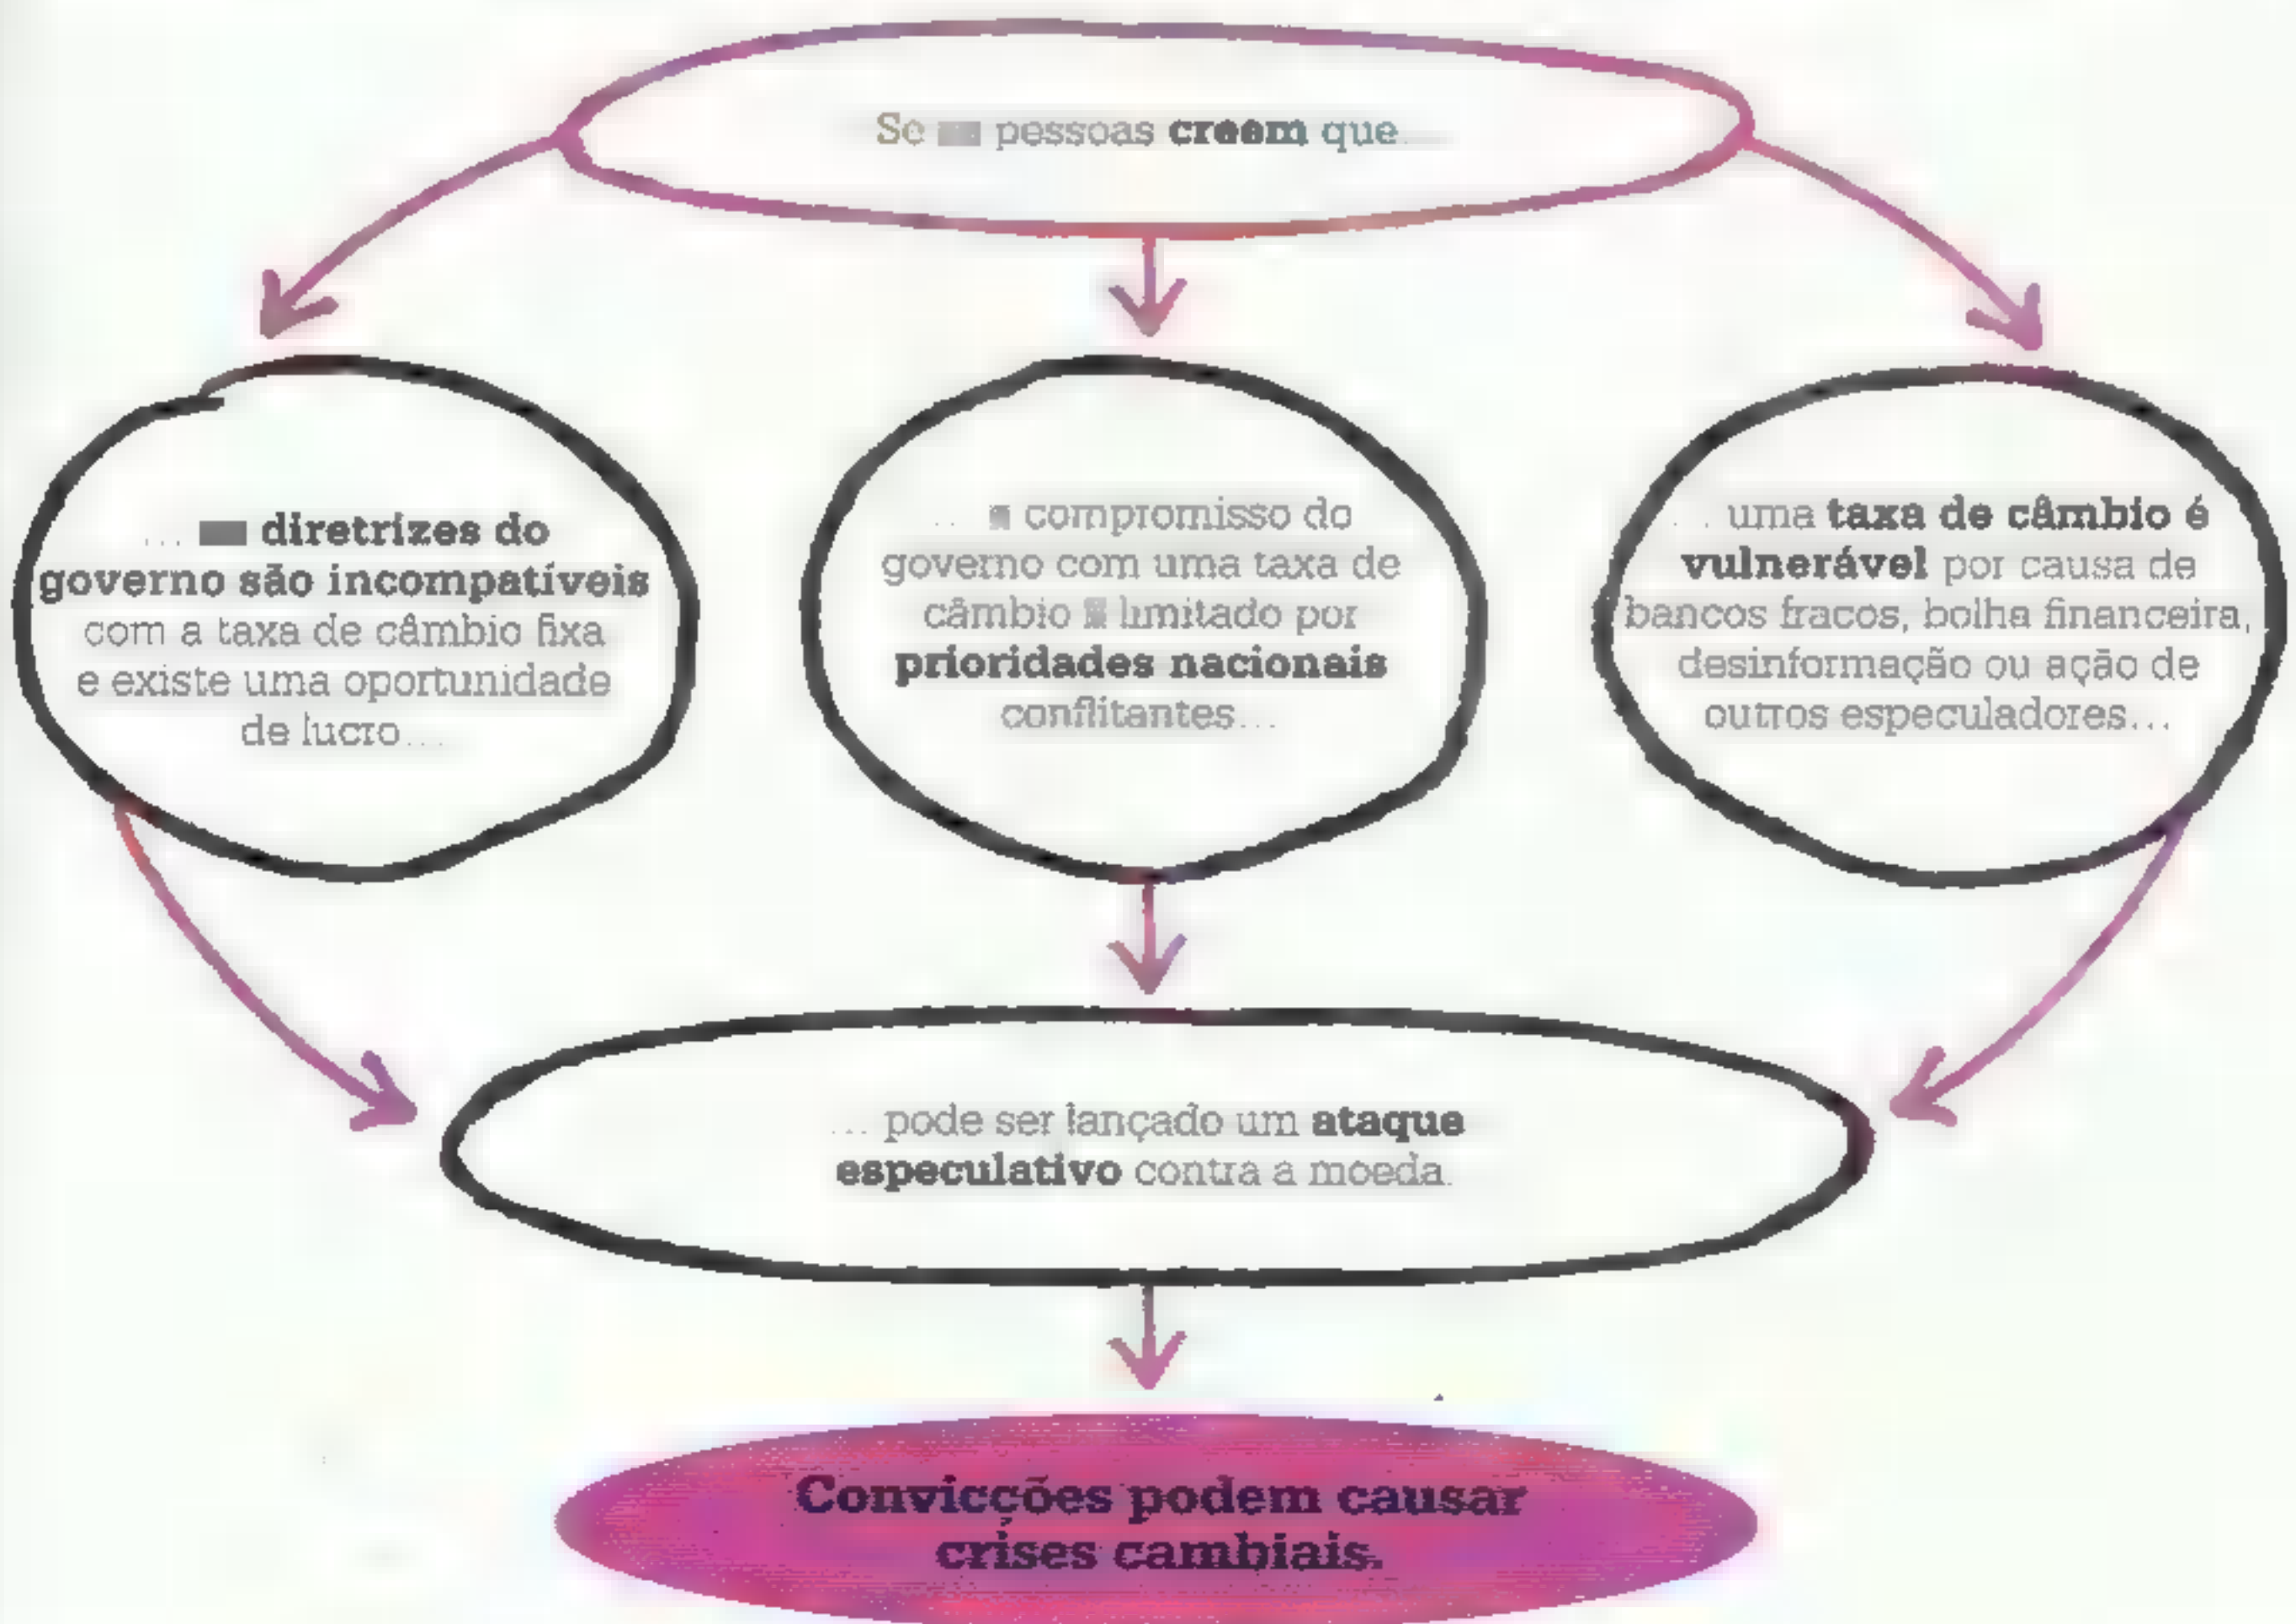 Se pessoas creem que
... diretrizes do
governo são incompatíveis
com a taxa de câmbio fixa
e existe uma oportunidade
de lucro...
... compromisso do
governo com uma taxa de
câmbio limitado por
prioridades nacionais
conflitantes...
... uma taxa de câmbio é
vulnerável por causa de
bancos fracos, bolha financeira,
desinformação ou ação de
outros especuladores...
... pode ser lançado um ataque
especulativo contra a moeda.
Convicções podem causar
crises cambiais.